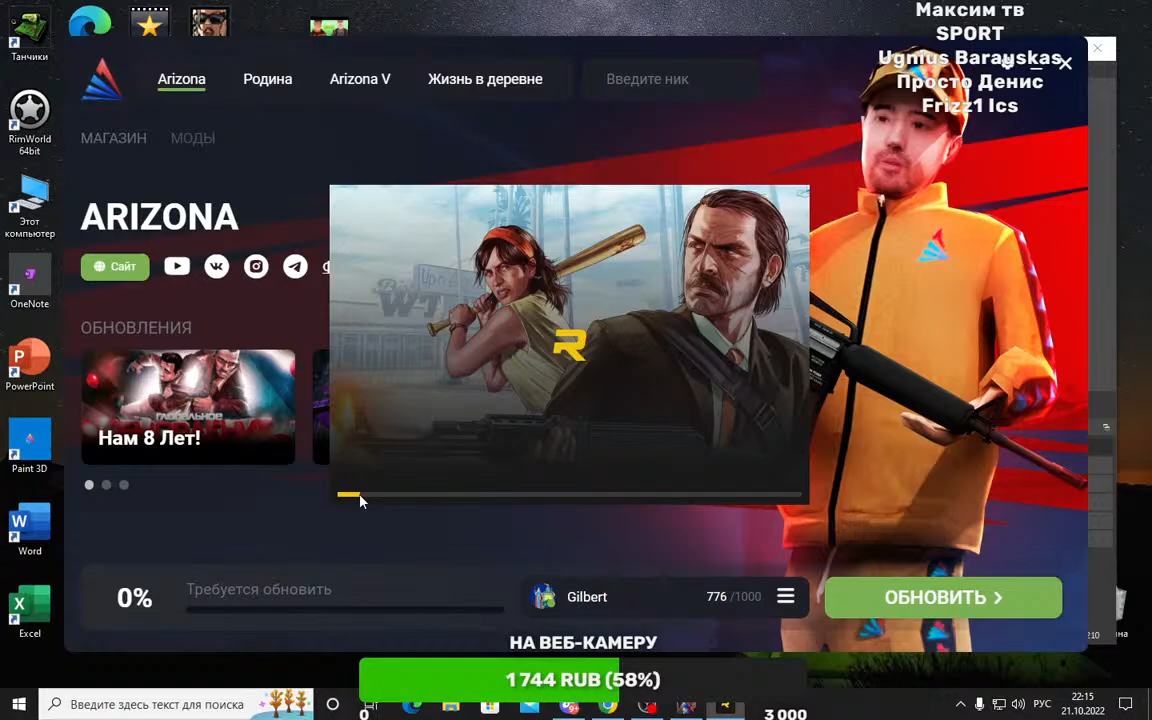 Максим тв
SPORT
Ugnius Barauskas
Просто Денис
Frizz1 Ics
Танчики
RimWorld
64bit
Этот
компьютер
OneNote
PowerPoint
Paint 3D
Word
Excel
Arizona
Родина
Arizona V
Жизнь в деревне
Введите ник
МАГАЗИН
МОДЫ
ARIZONA
Сайт
ОБНОВЛЕНИЯ
ГЛОБАЛЬНОЕ
Нам 8 Лет!
0%
Требуется обновить
Gilbert
776 /1000
ОБНОВИТЬ
НА ВЕБ-КАМЕРУ
1 744 RUB (58%)
0
3 000
Введите здесь текст для поиска
РУС
22:15
21.10.2022